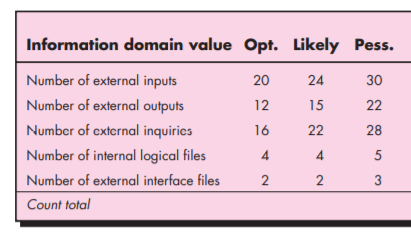 Information domain value Opt. Likely Pess.
Number of external inputs 20 24 30
Number of external outputs 12 15 22
Number of external inquiries 16 22 28
Number of internal logical files 4 4 5
Number of external interface files 2 2 3
Count total